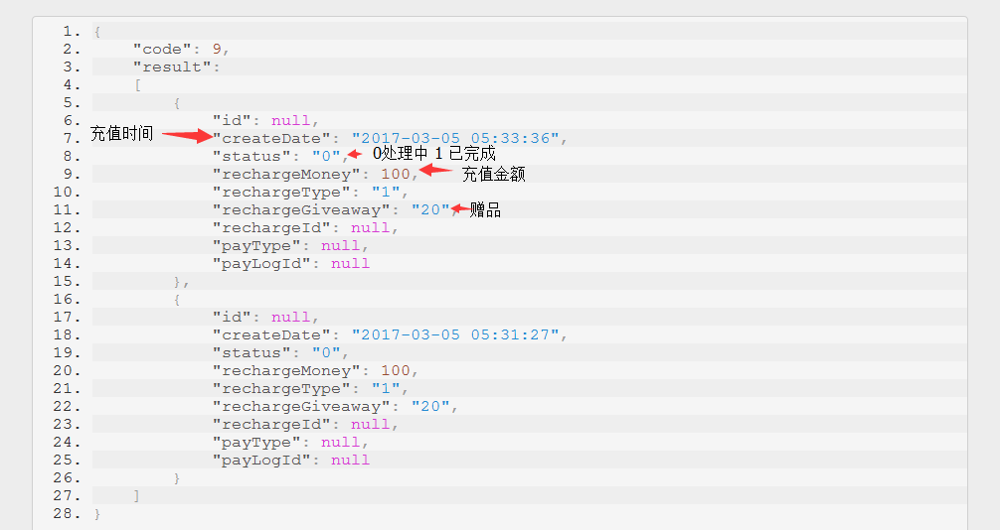 1. {
2. "code": 9,
3. "result":
4. [
5. {
6. "id": null,
充值时间 7. "createDate": "2017-03-05 05:33:36",
8. "status": "0", 0处理中 1 已完成
9. "rechargeMoney": 100, 充值金额
10. "rechargeType": "1",
11. "rechargeGiveaway": "20", 赠品
12. "rechargeId": null,
13. "payType": null,
14. "payLogId": null
15. },
16. {
17. "id": null,
18. "createDate": "2017-03-05 05:31:27",
19. "status": "0",
20. "rechargeMoney": 100,
21. "rechargeType": "1",
22. "rechargeGiveaway": "20",
23. "rechargeId": null,
24. "payType": null,
25. "payLogId": null
26. }
27. ]
28. }